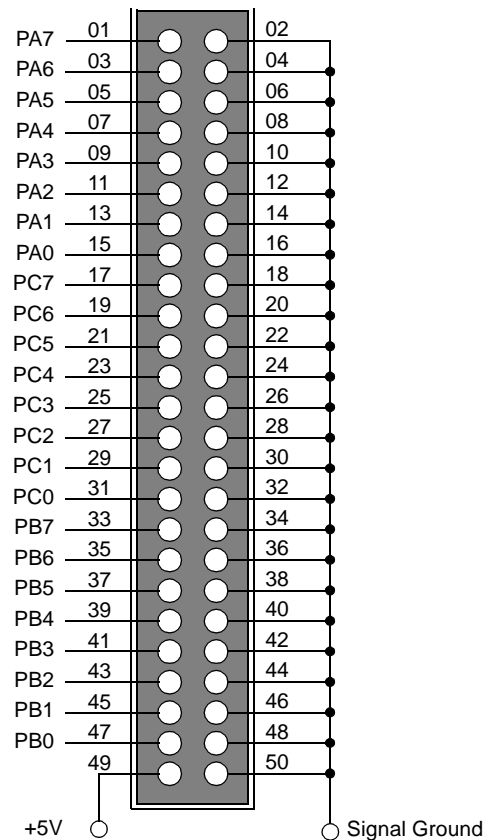 PA7 01 02
PA6 03 04
PA5 05 06
PA4 07 08
PA3 09 10
PA2 11 12
PA1 13 14
PA0 15 16
PC7 17 18
PC6 19 20
PC5 21 22
PC4 23 24
PC3 25 26
PC2 27 28
PC1 29 30
PC0 31 32
PB7 33 34
PB6 35 36
PB5 37 38
PB4 39 40
PB3 41 42
PB2 43 44
PB1 45 46
PB0 47 48
49 50
+5V Signal Ground